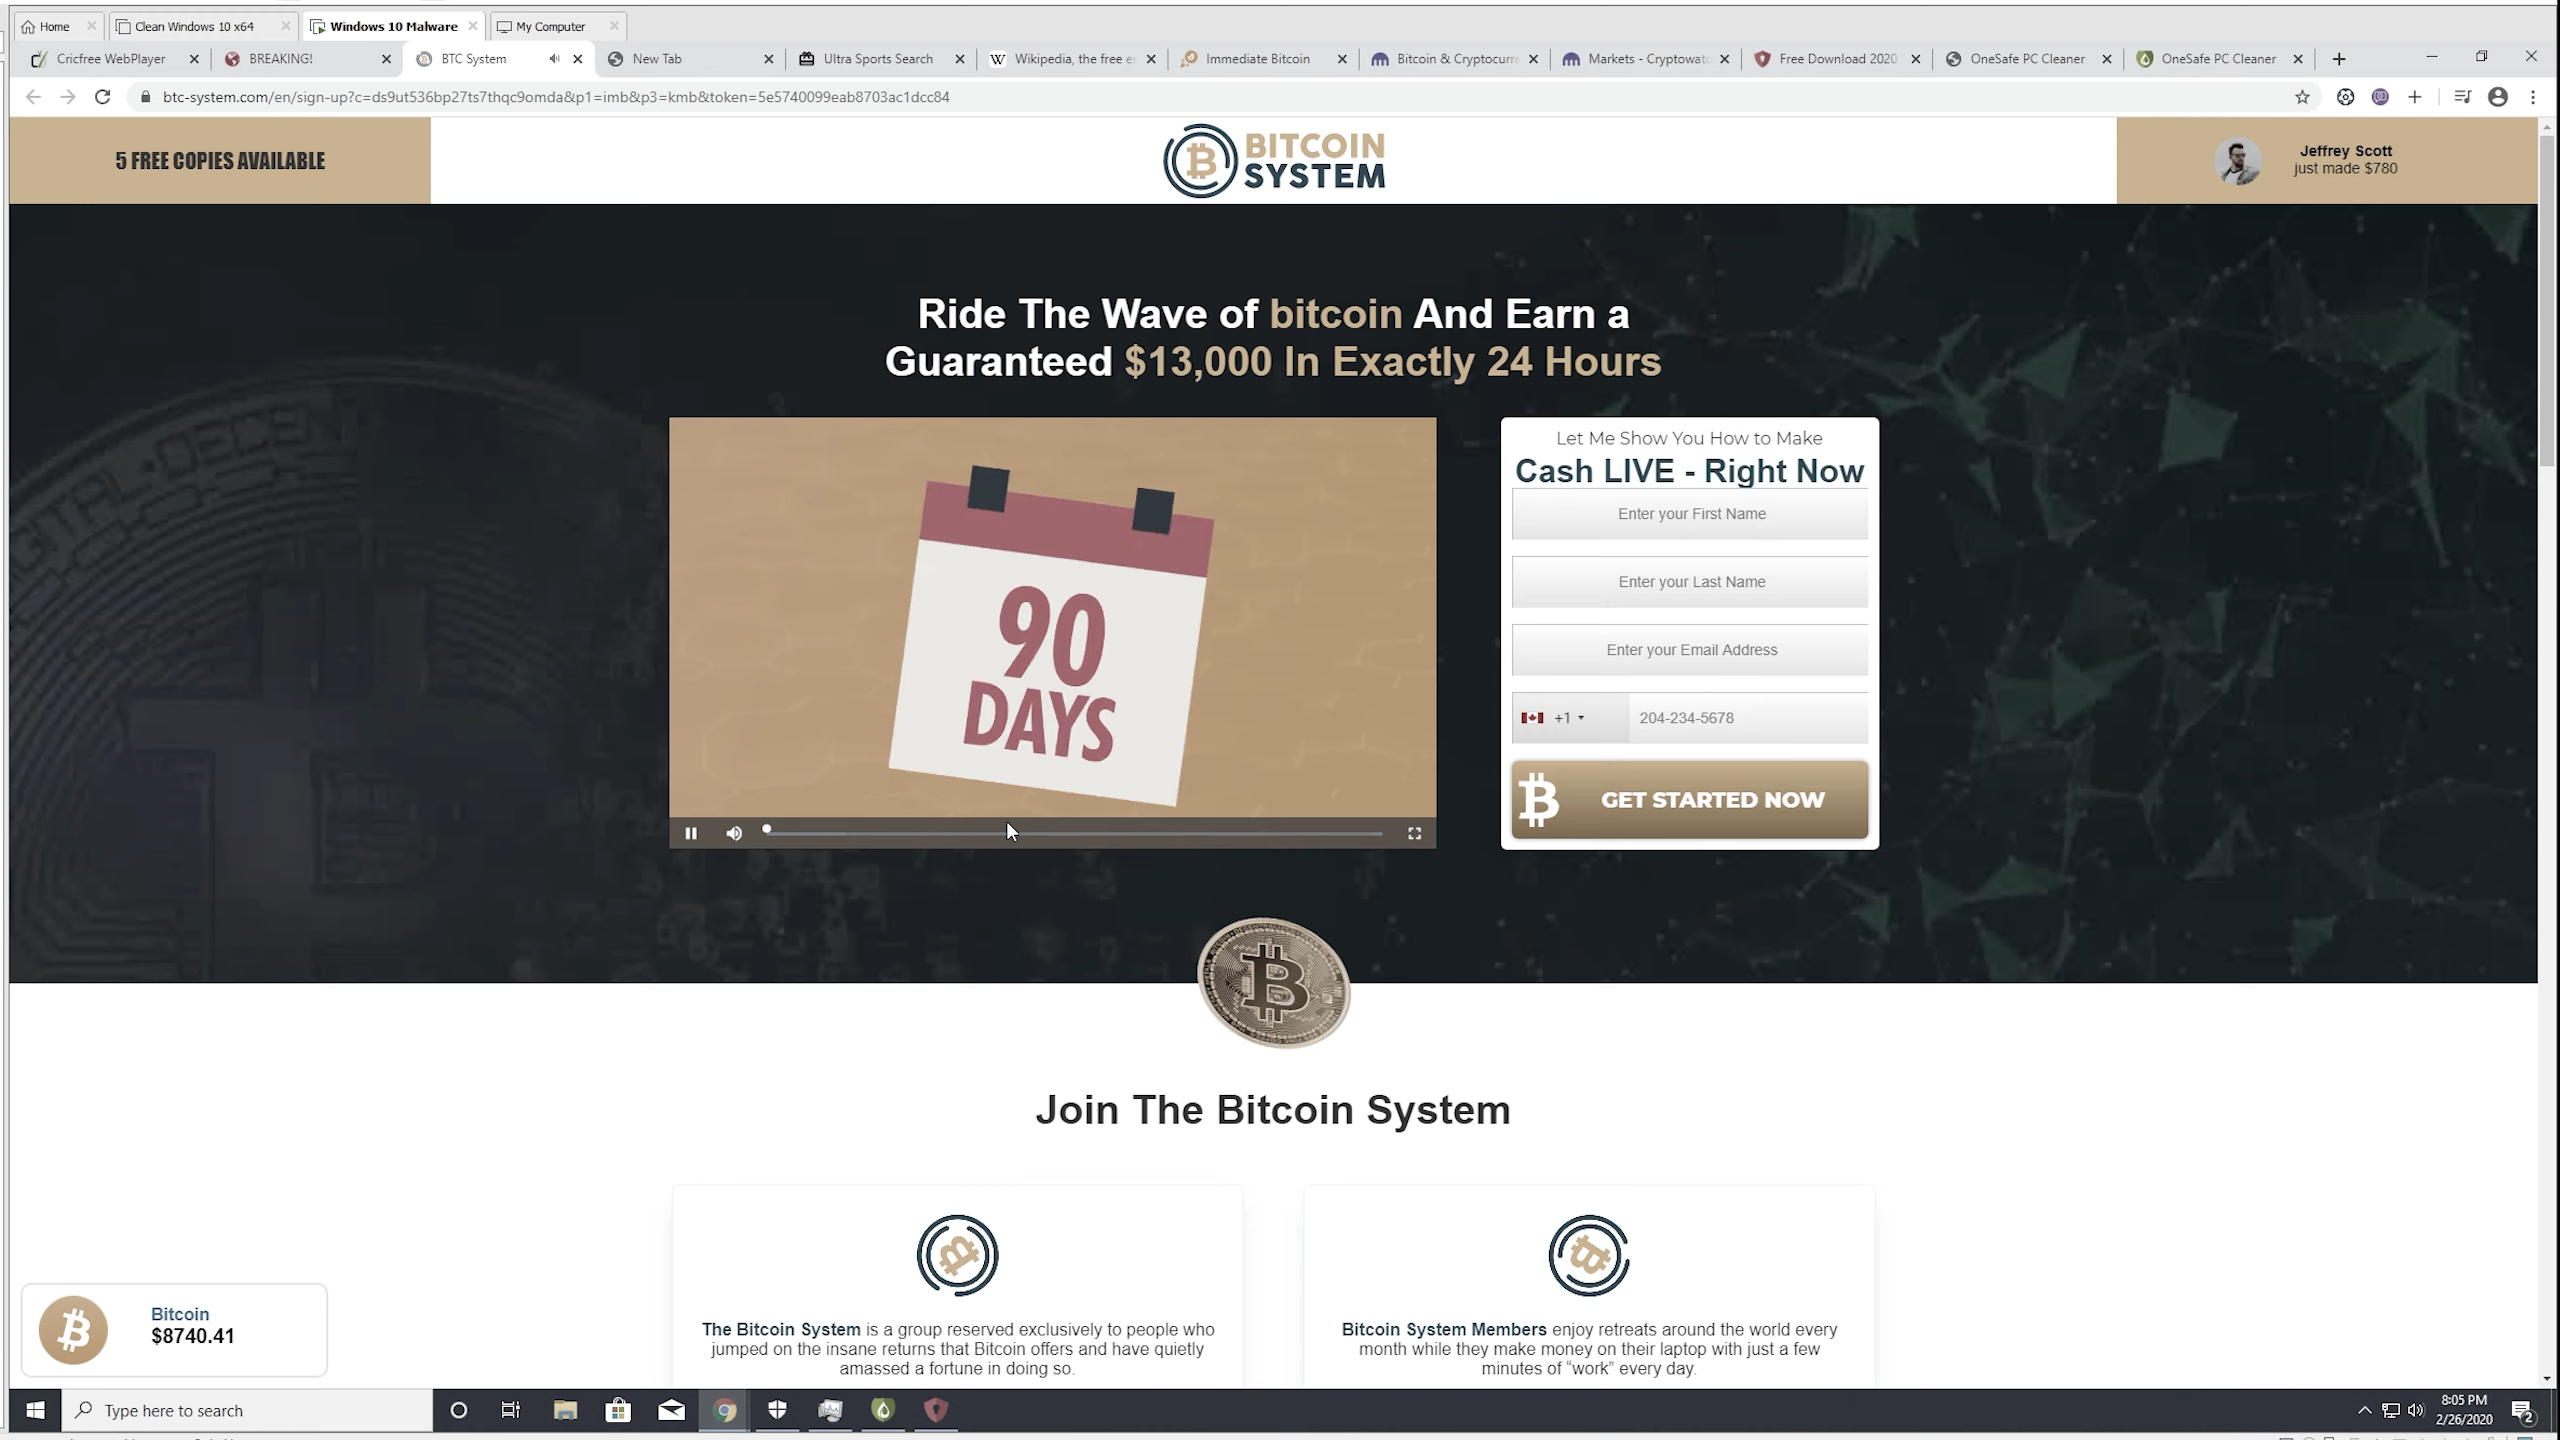 Home
Clean Windows 10 x64
Windows 10 Malware
My Computer
Cricfree WebPlayer
BREAKING!
BTC System
New Tab
Ultra Sports Search
Wikipedia, the free e
Immediate Bitcoin
Bitcoin & Cryptocurre
Markets - Cryptowat
Free Download 2020
OneSafe PC Cleaner
OneSafe PC Cleaner
btc-system.com/en/sign-up?c=ds9ut536bp27ts7thqc9omda&p1=imb&p3=kmb&token=5e5740099eab8703ac1dcc84
5 FREE COPIES AVAILABLE
BITCOIN
SYSTEM
Jeffrey Scott
just made $780
Ride The Wave of bitcoin And Earn a
Guaranteed $13,000 In Exactly 24 Hours
90
DAYS
Let Me Show You How to Make
Cash LIVE - Right Now
Enter your First Name
Enter your Last Name
Enter your Email Address
+1
204-234-5678
GET STARTED NOW
Join The Bitcoin System
The Bitcoin System is a group reserved exclusively to people who
jumped on the insane returns that Bitcoin offers and have quietly
amassed a fortune in doing so.
Bitcoin System Members enjoy retreats around the world every
month while they make money on their laptop with just a few
minutes of “work” every day.
Bitcoin
$8740.41
Type here to search
8:05 PM
2/26/2020
2